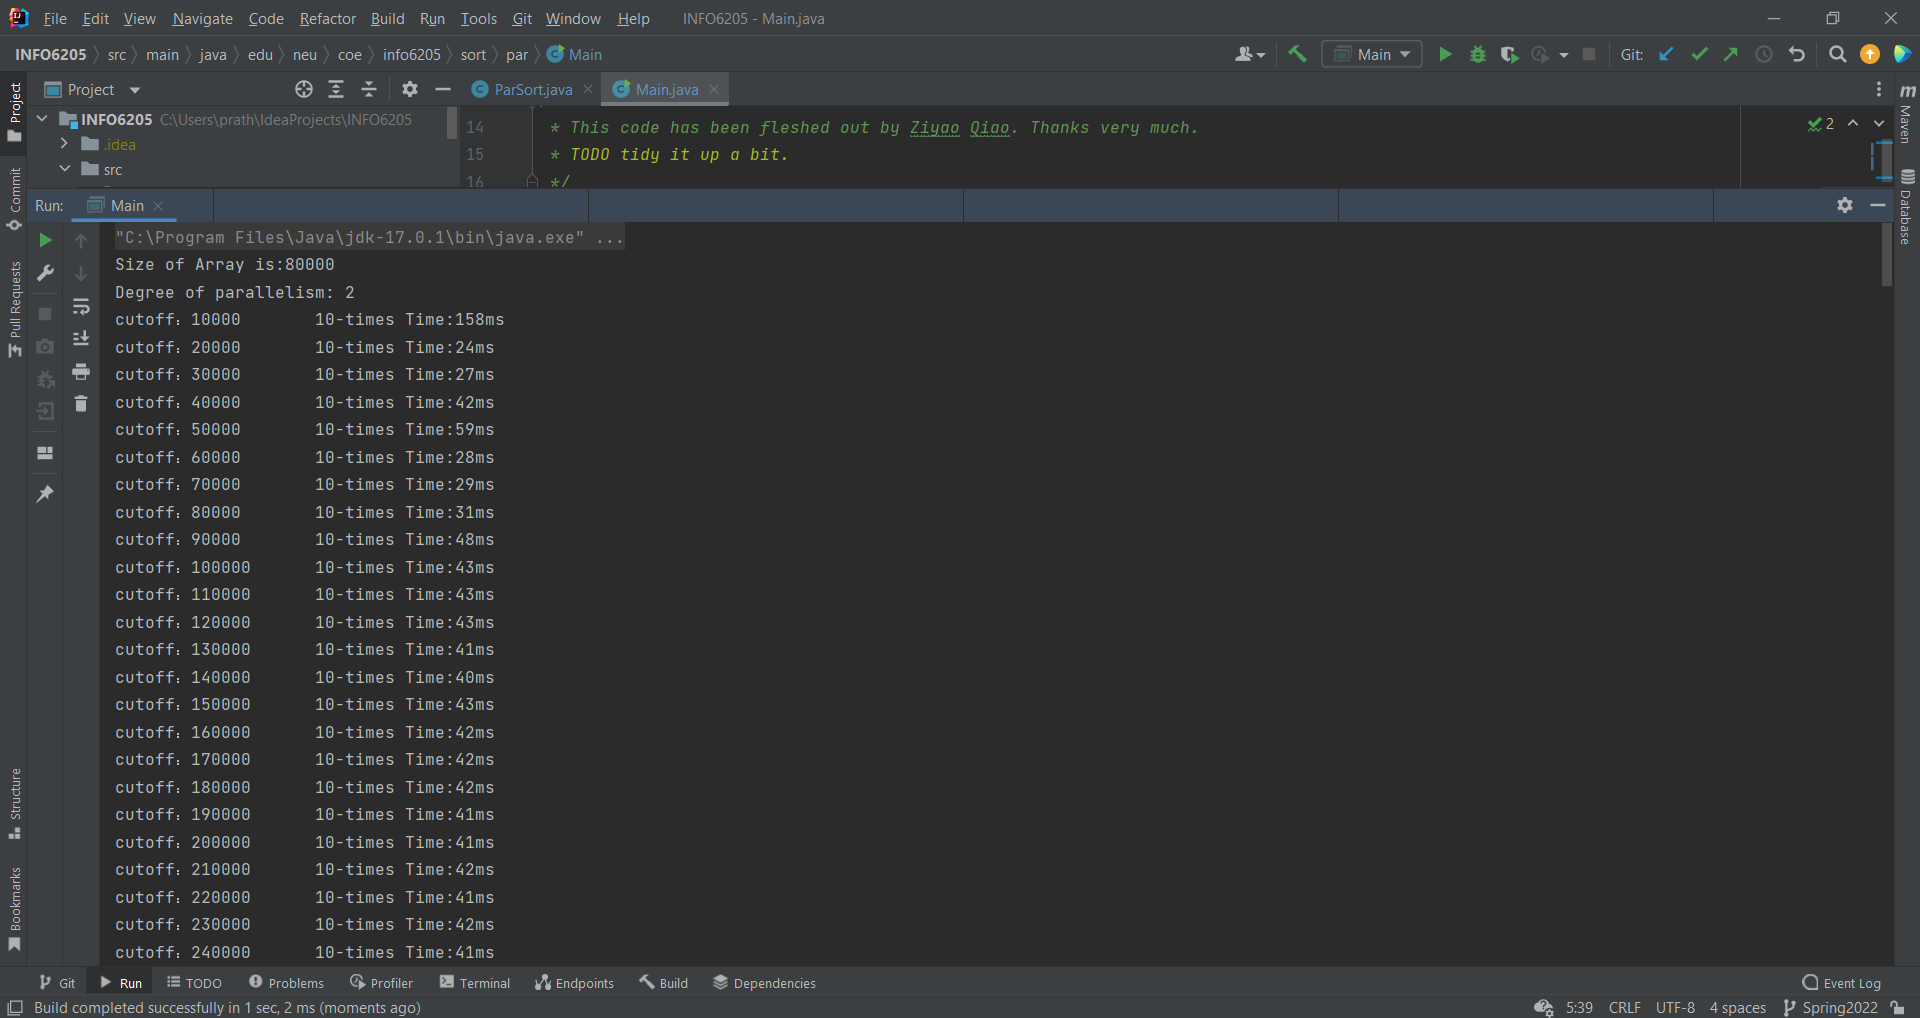 File Edit View Navigate Code Refactor Build Run Tools Git Window Help INFO6205 - Main.java
INFO6205 src main java edu neu coe info6205 sort par Main Main Git:
Project ParSort.java Main.java
INFO6205 C:\Users\prath\IdeaProjects\INFO6205
.idea
src
14 * This code has been fleshed out by Ziyao Qiao. Thanks very much.
15 * TODO tidy it up a bit.
16 */
2
Run: Main
"C:\Program Files\Java\jdk-17.0.1\bin\java.exe" ...
Size of Array is:80000
Degree of parallelism: 2
cutoff：10000 10-times Time:158ms
cutoff：20000 10-times Time:24ms
cutoff：30000 10-times Time:27ms
cutoff：40000 10-times Time:42ms
cutoff：50000 10-times Time:59ms
cutoff：60000 10-times Time:28ms
cutoff：70000 10-times Time:29ms
cutoff：80000 10-times Time:31ms
cutoff：90000 10-times Time:48ms
cutoff：100000 10-times Time:43ms
cutoff：110000 10-times Time:43ms
cutoff：120000 10-times Time:43ms
cutoff：130000 10-times Time:41ms
cutoff：140000 10-times Time:40ms
cutoff：150000 10-times Time:43ms
cutoff：160000 10-times Time:42ms
cutoff：170000 10-times Time:42ms
cutoff：180000 10-times Time:42ms
cutoff：190000 10-times Time:41ms
cutoff：200000 10-times Time:41ms
cutoff：210000 10-times Time:42ms
cutoff：220000 10-times Time:41ms
cutoff：230000 10-times Time:42ms
cutoff：240000 10-times Time:41ms
Project
Commit
Pull Requests
Structure
Bookmarks
Maven
Database
Git Run TODO Problems Profiler Terminal Endpoints Build Dependencies Event Log
Build completed successfully in 1 sec, 2 ms (moments ago) 5:39 CRLF UTF-8 4 spaces Spring2022